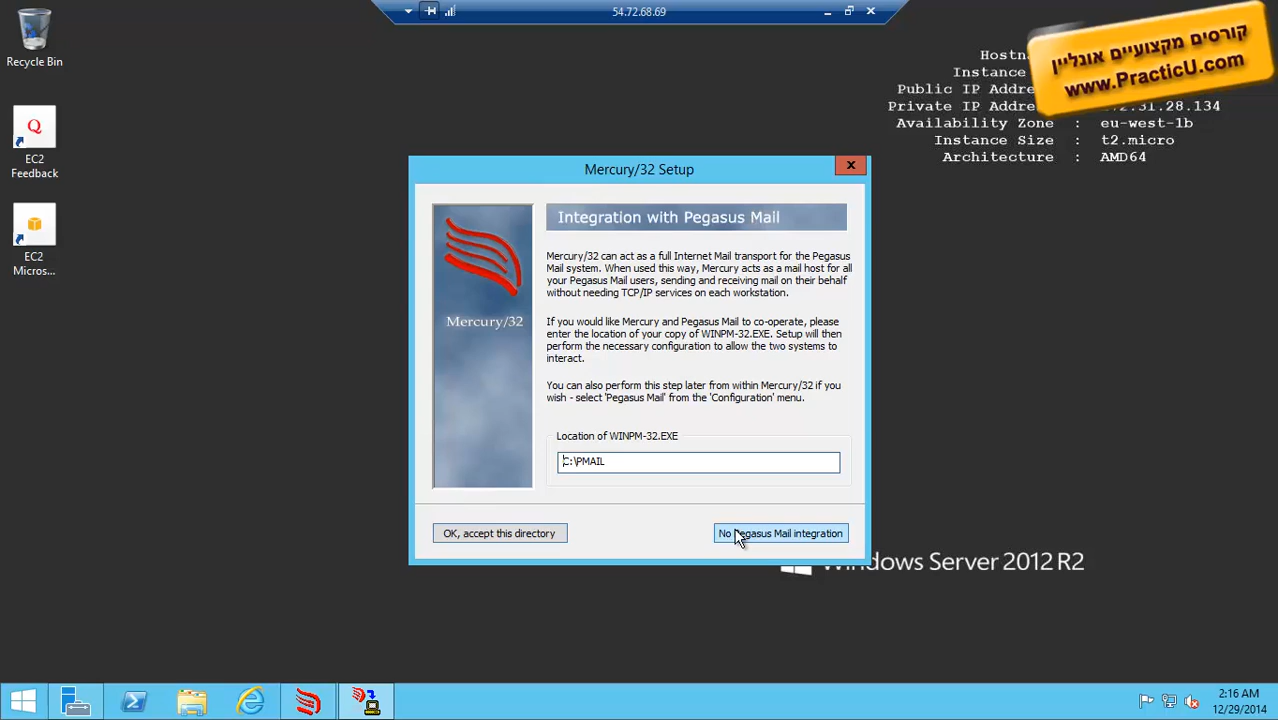 54.72.68.69
Recycle Bin
EC2
Feedback
EC2
Micros...
קורסים מקצועיים אונליין
www.PracticU.com
Hostn
Instance
Public IP Addre
Private IP Addre 2.31.28.134
Availability Zone : eu-west-1b
Instance Size : t2.micro
Architecture : AMD64
Mercury/32 Setup
Mercury/32
Integration with Pegasus Mail
Mercury/32 can act as a full Internet Mail transport for the Pegasus
Mail system. When used this way, Mercury acts as a mail host for all
your Pegasus Mail users, sending and receiving mail on their behalf
without needing TCP/IP services on each workstation.
If you would like Mercury and Pegasus Mail to co-operate, please
enter the location of your copy of WINPM-32.EXE. Setup will then
perform the necessary configuration to allow the two systems to
interact.
You can also perform this step later from within Mercury/32 if you
wish - select 'Pegasus Mail' from the 'Configuration' menu.
Location of WINPM-32.EXE
C:\PMAIL
OK, accept this directory
No Pegasus Mail integration
Windows Server 2012 R2
2:16 AM
12/29/2014